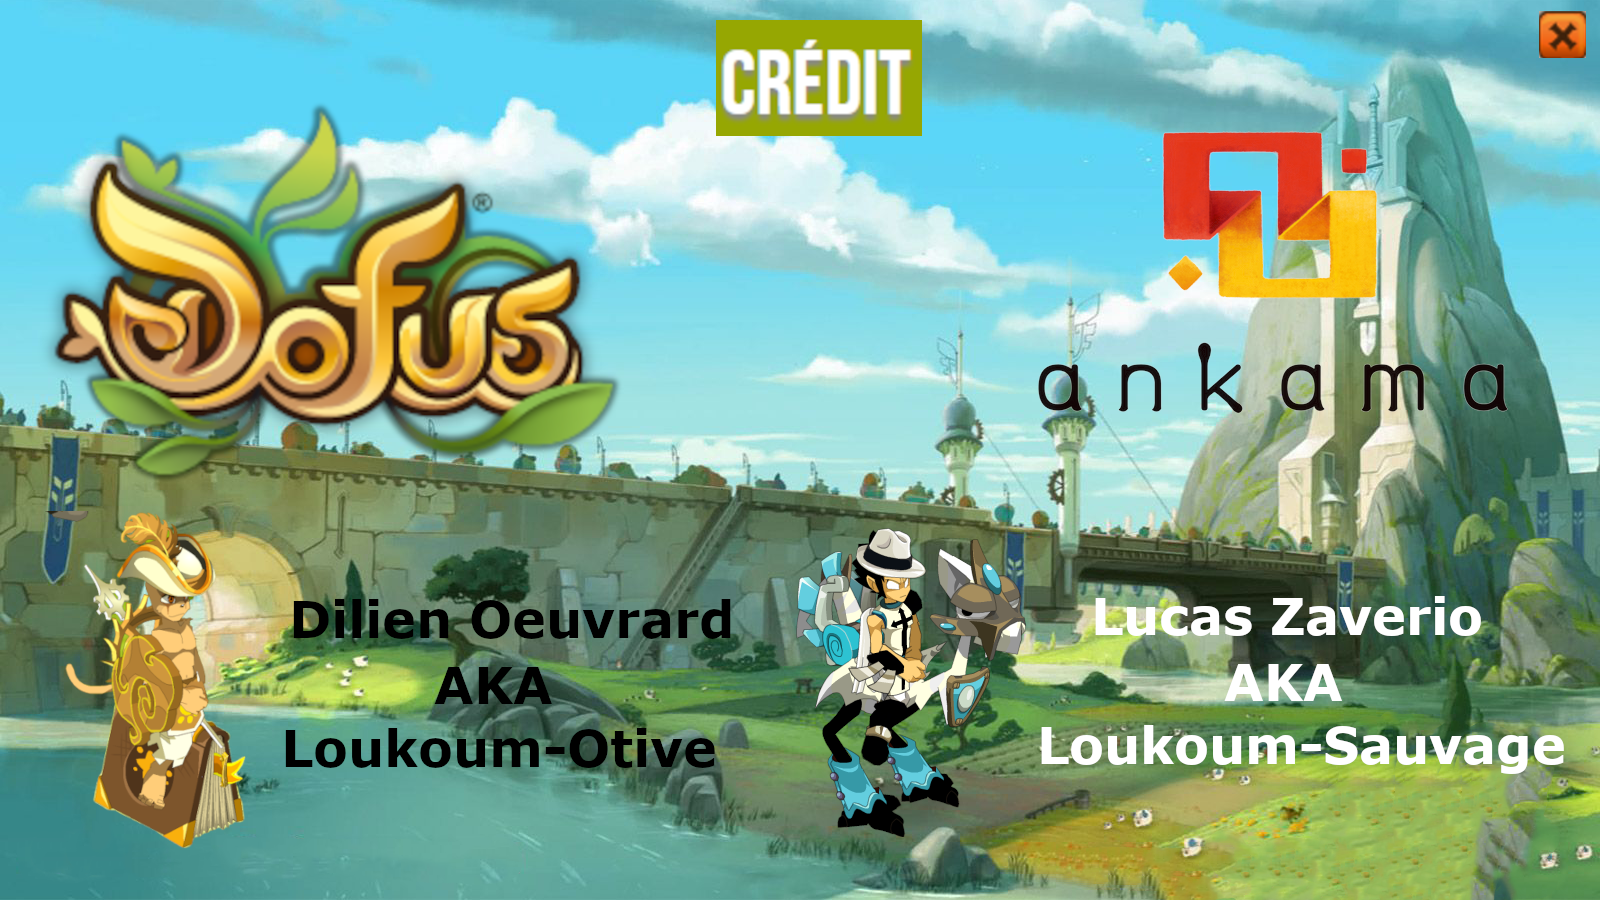 CRÉDIT
Dofus®
ankama
Dilien Oeuvrard
AKA
Loukoum-Otive
Lucas Zaverio
AKA
Loukoum-Sauvage